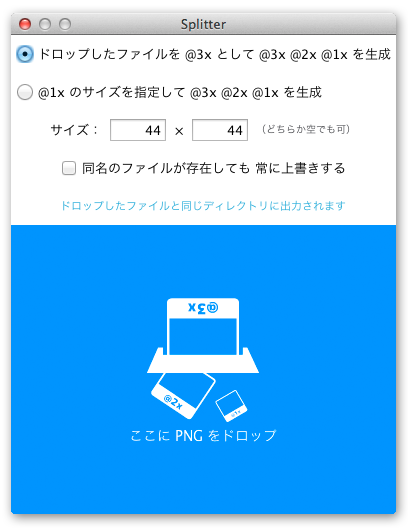 Splitter
ドロップしたファイルを @3x として @3x @2x @1x を生成
@1x のサイズを指定して @3x @2x @1x を生成
サイズ： 44 × 44 （どちらか空でも可）
同名のファイルが存在しても 常に上書きする
ドロップしたファイルと同じディレクトリに出力されます
@3x
@2x
@1x
ここに PNG をドロップ